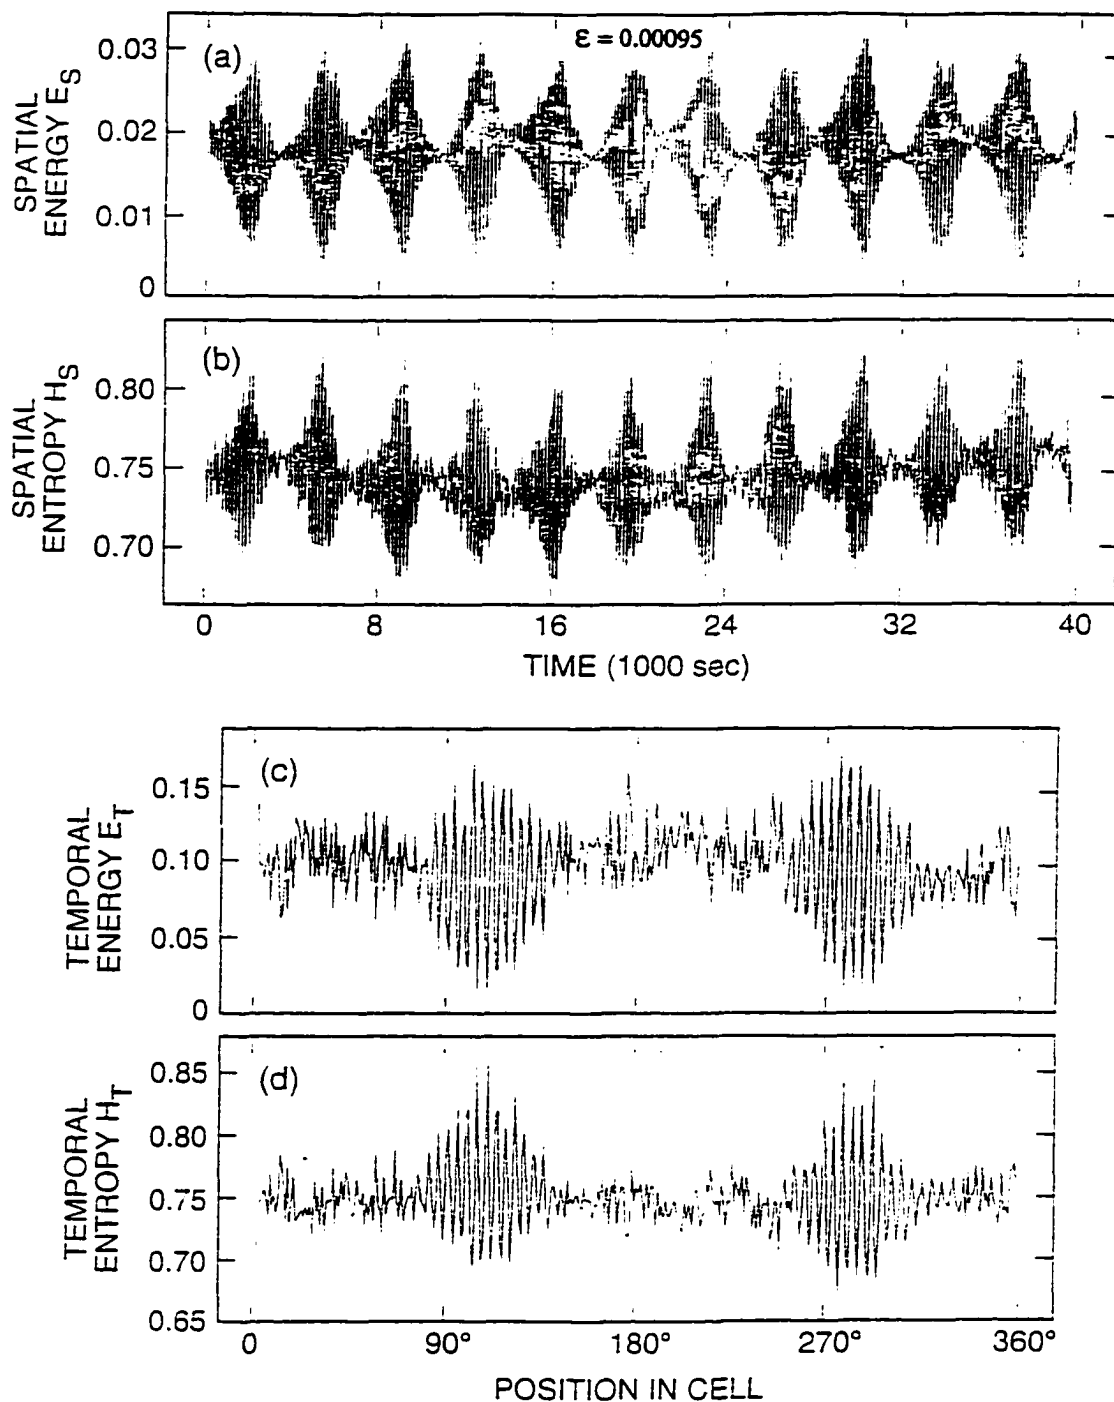 (a)
ε = 0.00095
SPATIAL
ENERGY E_S
0.03
0.02
0.01
0
(b)
SPATIAL
ENTROPY H_S
0.80
0.75
0.70
0 8 16 24 32 40
TIME (1000 sec)
(c)
TEMPORAL
ENERGY E_T
0.15
0.10
0.05
0
(d)
TEMPORAL
ENTROPY H_T
0.85
0.80
0.75
0.70
0.65
0 90° 180° 270° 360°
POSITION IN CELL